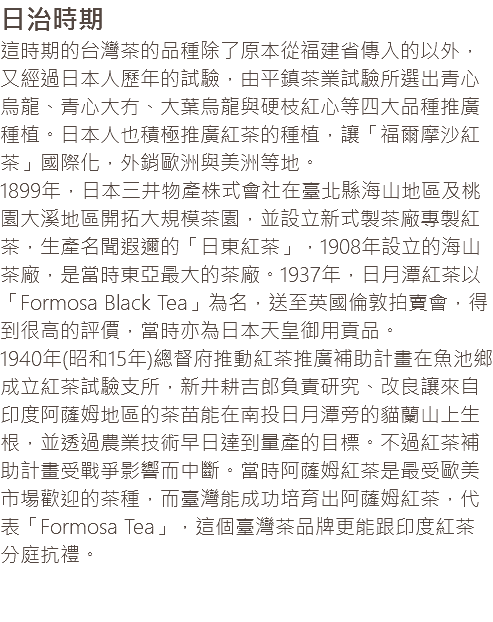 日治時期
這時期的台灣茶的品種除了原本從福建省傳入的以外，
又經過日本人歷年的試驗，由平鎮茶業試驗所選出青心
烏龍、青心大冇、大葉烏龍與硬枝紅心等四大品種推廣
種植。日本人也積極推廣紅茶的種植，讓「福爾摩沙紅
茶」國際化，外銷歐洲與美洲等地。
1899年，日本三井物產株式會社在臺北縣海山地區及桃
園大溪地區開拓大規模茶園，並設立新式製茶廠專製紅
茶，生產名聞遐邇的「日東紅茶」，1908年設立的海山
茶廠，是當時東亞最大的茶廠。1937年，日月潭紅茶以
「Formosa Black Tea」為名，送至英國倫敦拍賣會，得
到很高的評價，當時亦為日本天皇御用貢品。
1940年(昭和15年)總督府推動紅茶推廣補助計畫在魚池鄉
成立紅茶試驗支所，新井耕吉郎負責研究、改良讓來自
印度阿薩姆地區的茶苗能在南投日月潭旁的貓蘭山上生
根，並透過農業技術早日達到量產的目標。不過紅茶補
助計畫受戰爭影響而中斷。當時阿薩姆紅茶是最受歐美
市場歡迎的茶種，而臺灣能成功培育出阿薩姆紅茶，代
表「Formosa Tea」，這個臺灣茶品牌更能跟印度紅茶
分庭抗禮。